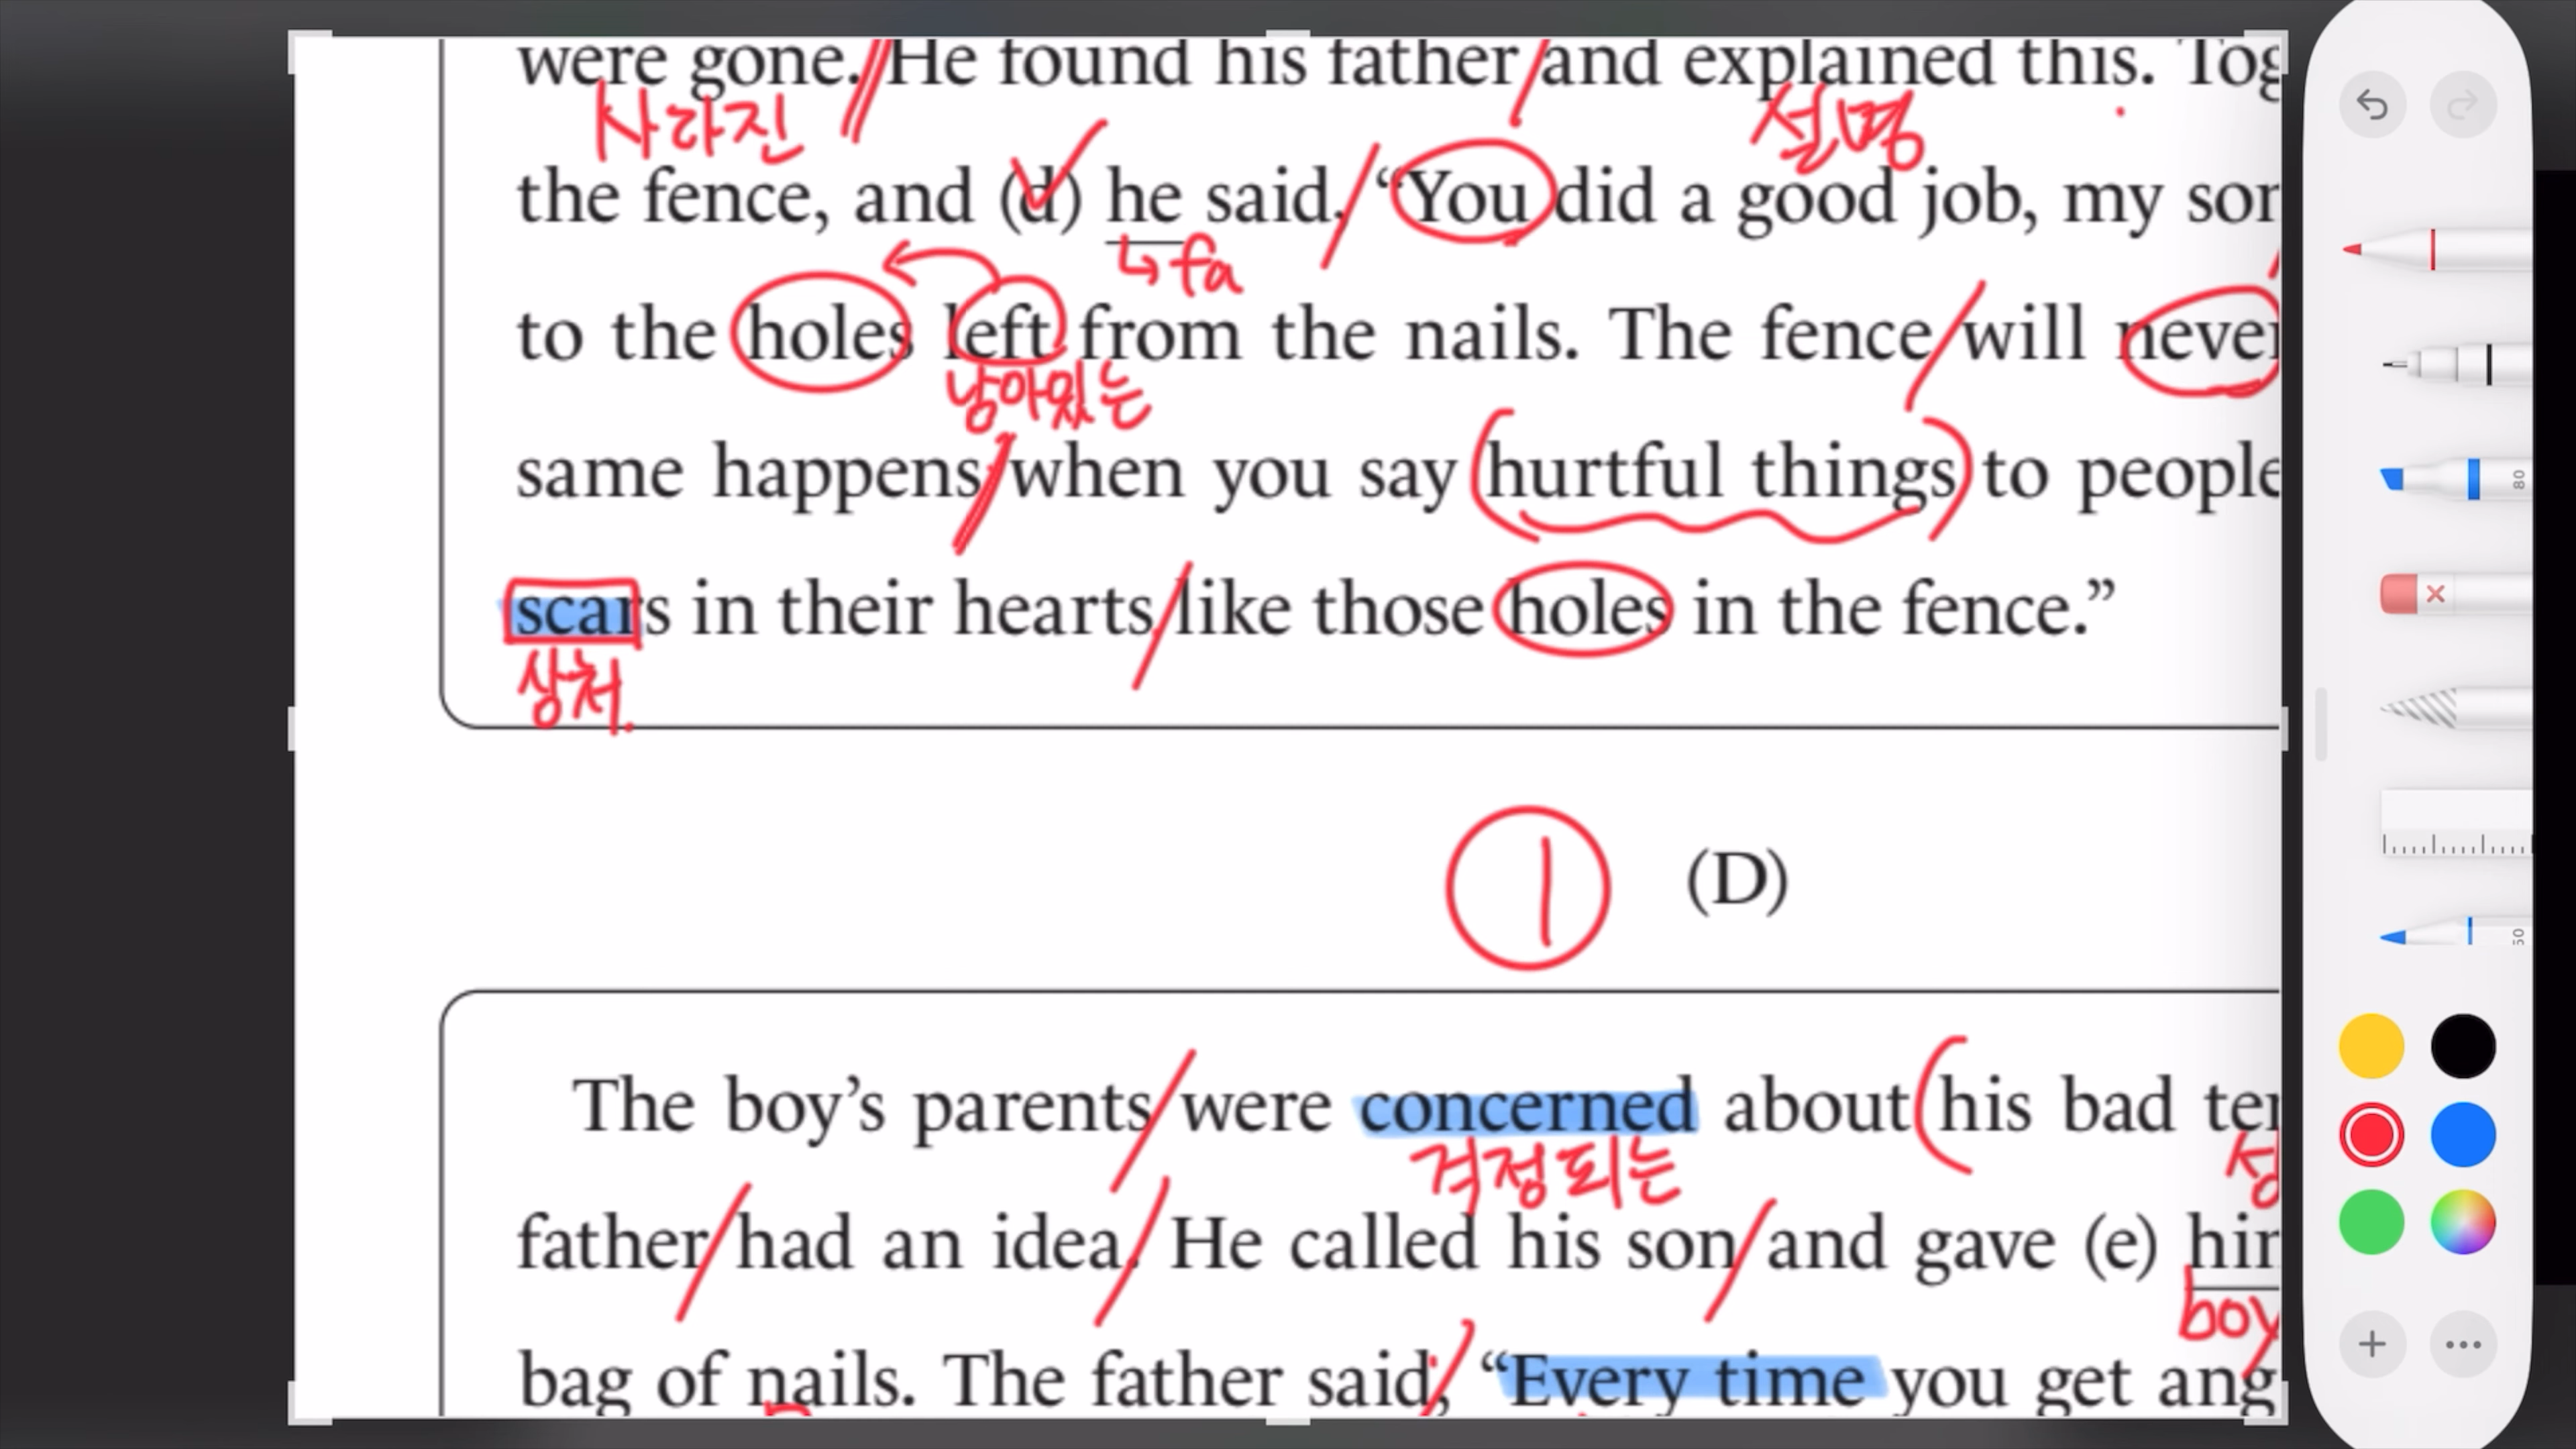 were gone. He found his father and explained this. Tog
사라진 설명
the fence, and (d) he said, “You did a good job, my son
↳ fa
to the holes left from the nails. The fence will never
남아있는
same happens when you say hurtful things to people
scars in their hearts like those holes in the fence.”
상처.
1 (D)
The boy’s parents were concerned about his bad ter
걱정되는 성
father had an idea. He called his son and gave (e) him
boy
bag of nails. The father said, “Every time you get ang
80
50